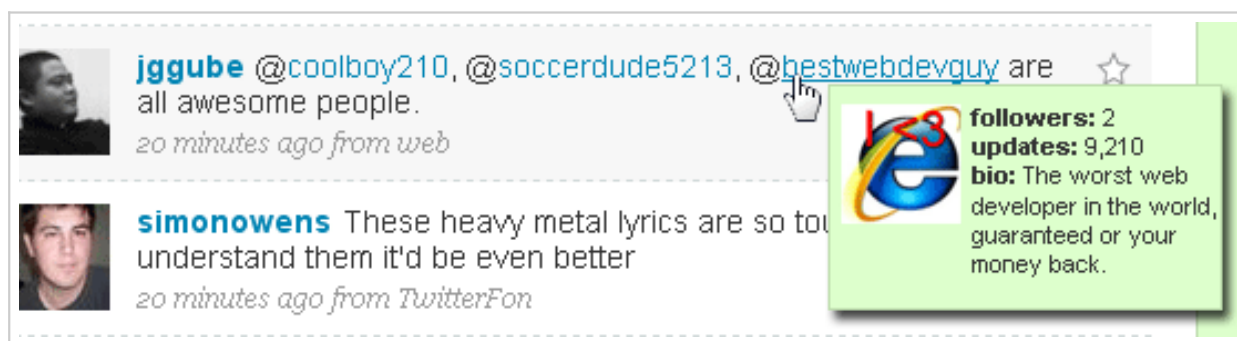 jggube @coolboy210, @soccerdude5213, @bestwebdevguy are
all awesome people.
20 minutes ago from web
I <3
followers: 2
updates: 9,210
bio: The worst web
developer in the world,
guaranteed or your
money back.
simonowens These heavy metal lyrics are so
understand them it'd be even better
20 minutes ago from TwitterFon